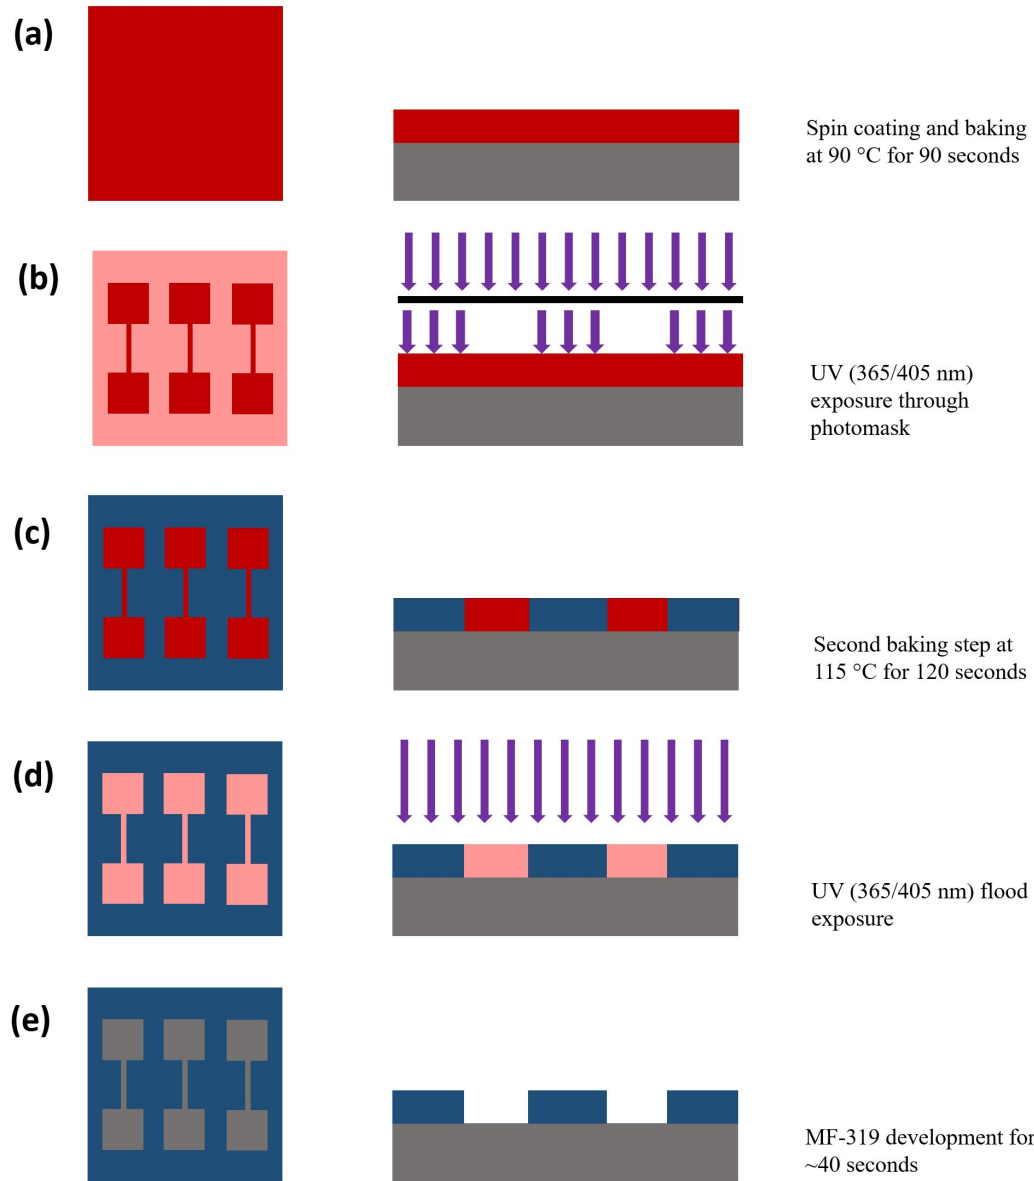 (a)
Spin coating and baking
at 90 °C for 90 seconds
(b)
UV (365/405 nm)
exposure through
photomask
(c)
Second baking step at
115 °C for 120 seconds
(d)
UV (365/405 nm) flood
exposure
(e)
MF-319 development for
~40 seconds